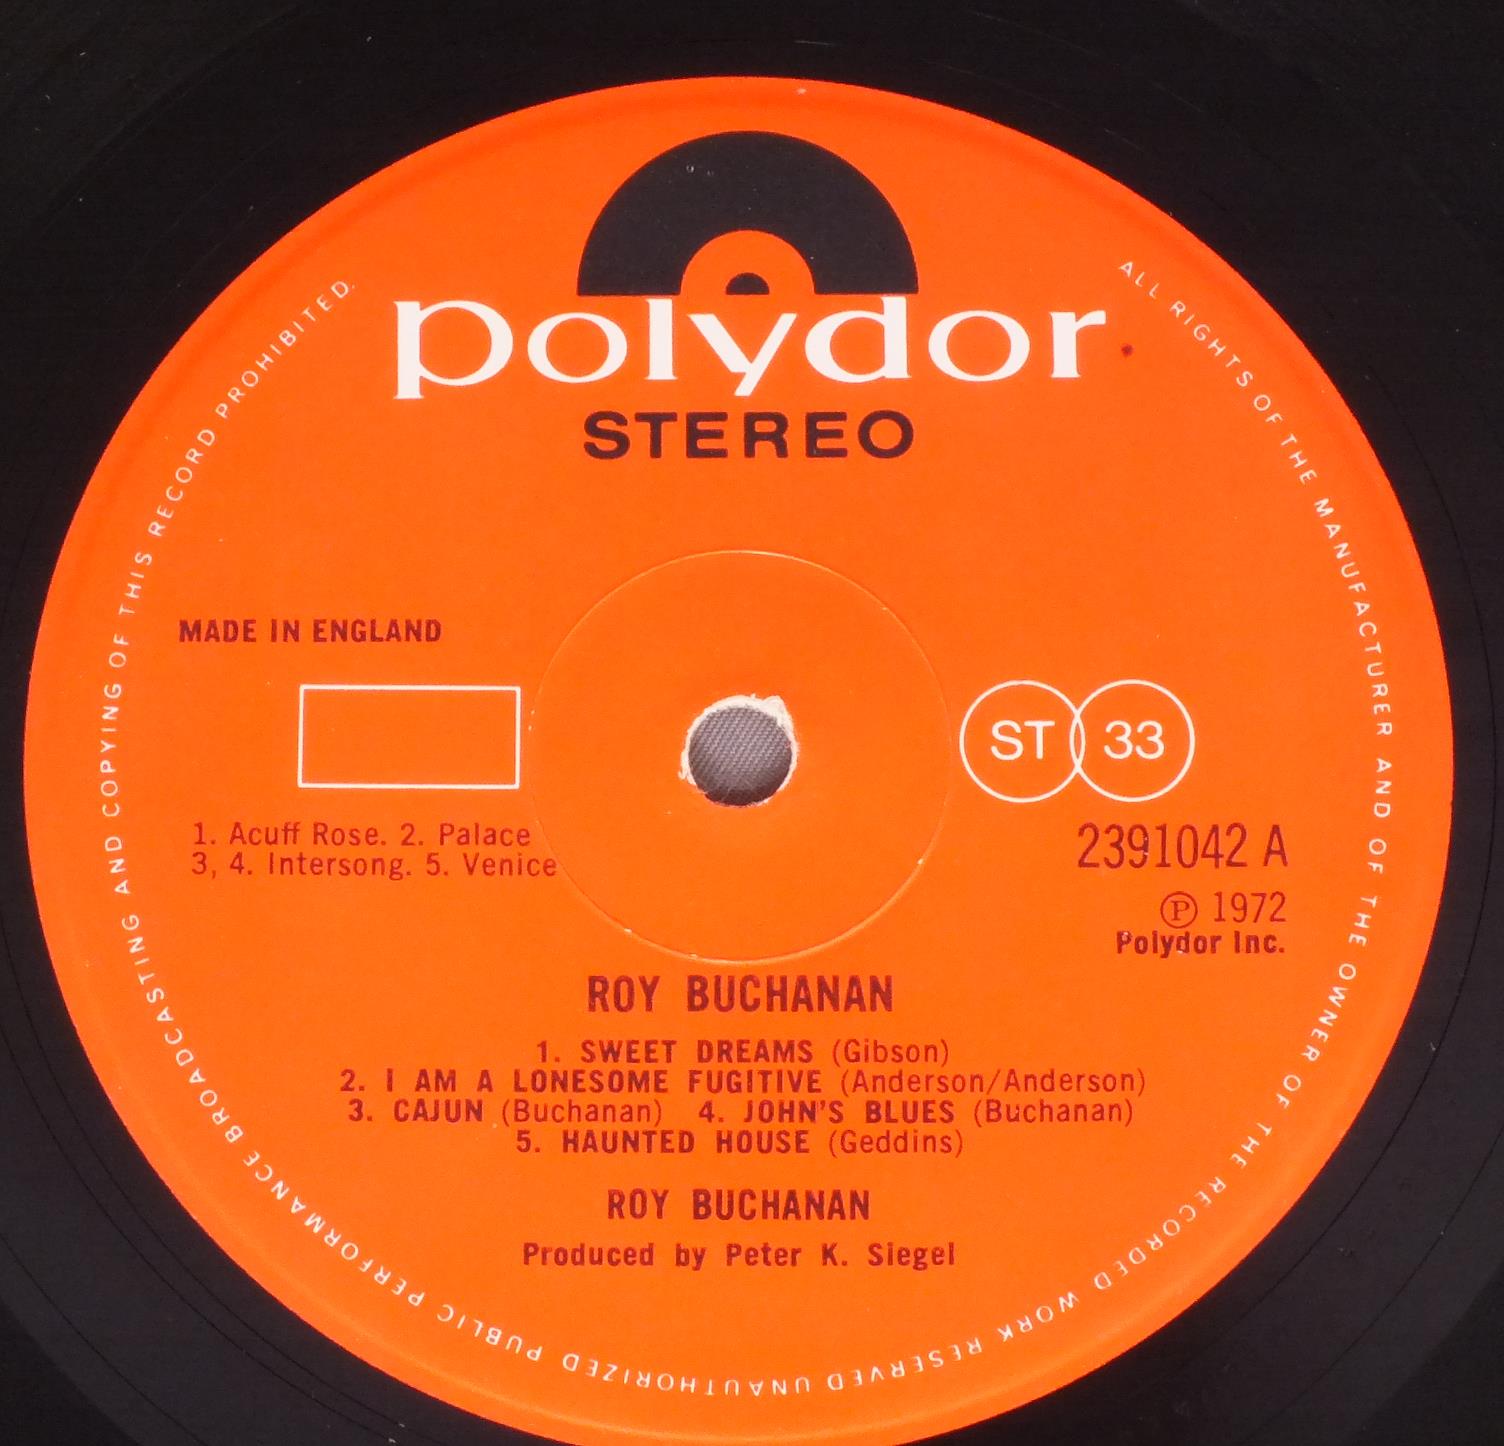 polydor
STEREO
MADE IN ENGLAND
ST 33
1. Acuff Rose. 2. Palace
3, 4. Intersong. 5. Venice
2391042 A
℗ 1972
Polydor Inc.
ROY BUCHANAN
1. SWEET DREAMS (Gibson)
2. I AM A LONESOME FUGITIVE (Anderson/Anderson)
3. CAJUN (Buchanan) 4. JOHN'S BLUES (Buchanan)
5. HAUNTED HOUSE (Geddins)
ROY BUCHANAN
Produced by Peter K. Siegel
ALL RIGHTS OF THE MANUFACTURER AND OF THE OWNER OF THE RECORDED WORK RESERVED UNAUTHORIZED PUBLIC PERFORMANCE BROADCASTING AND COPYING OF THIS RECORD PROHIBITED.